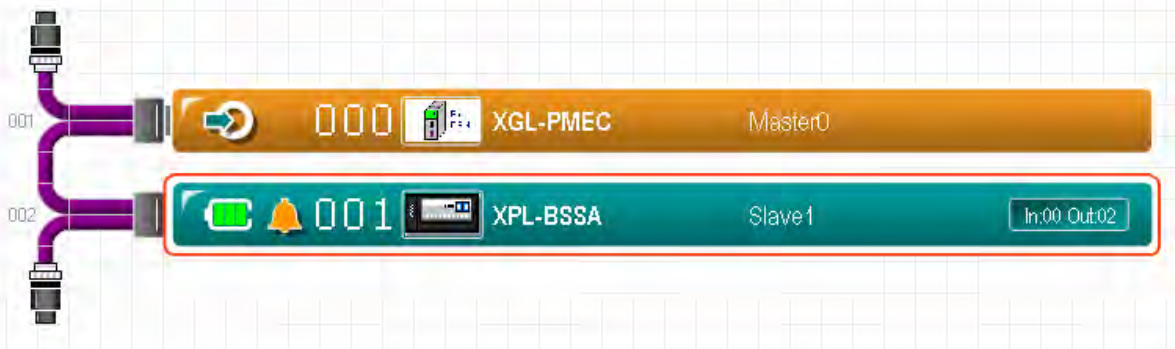 001 000 XGL-PMEC Master0
002 001 XPL-BSSA Slave1 In:00 Out:02